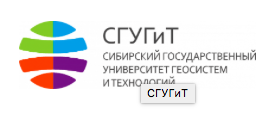 СГУГиТ
СИБИРСКИЙ ГОСУДАРСТВЕННЫЙ
УНИВЕРСИТЕТ ГЕОСИСТЕМ
И ТЕХНОЛОГИЙ
СГУГиТ